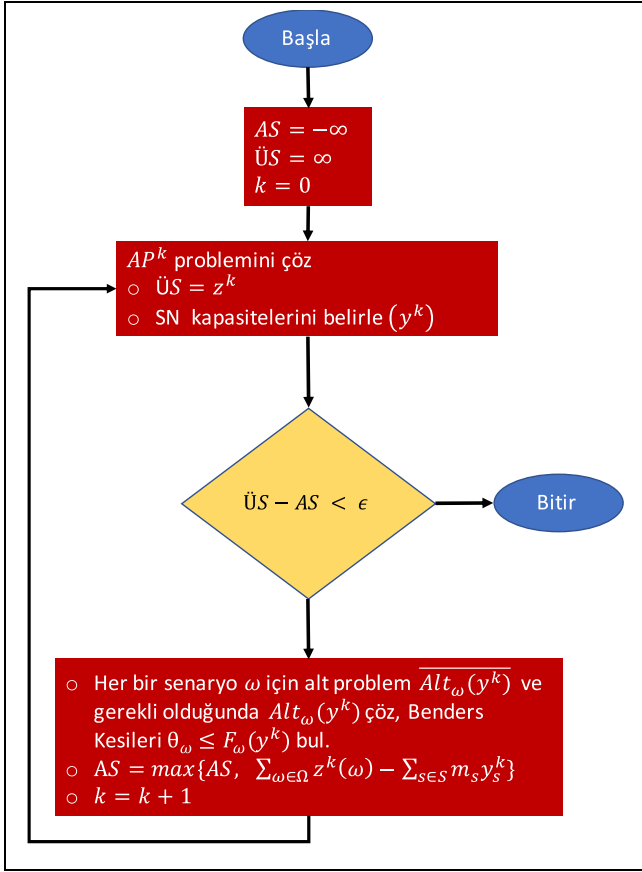 Başla
AS = −∞
ÜS = ∞
k = 0
AP^k problemini çöz
○ ÜS = z^k
○ SN kapasitelerini belirle (y^k)
ÜS − AS < ϵ
Bitir
○ Her bir senaryo ω için alt problem \overline{Alt_ω(y^k)} ve
gerekli olduğunda Alt_ω(y^k) çöz, Benders
Kesileri θ_ω ≤ F_ω(y^k) bul.
○ AS = max{AS, ∑_{ω∈Ω} z^k(ω) − ∑_{s∈S} m_s y_s^k}
○ k = k + 1